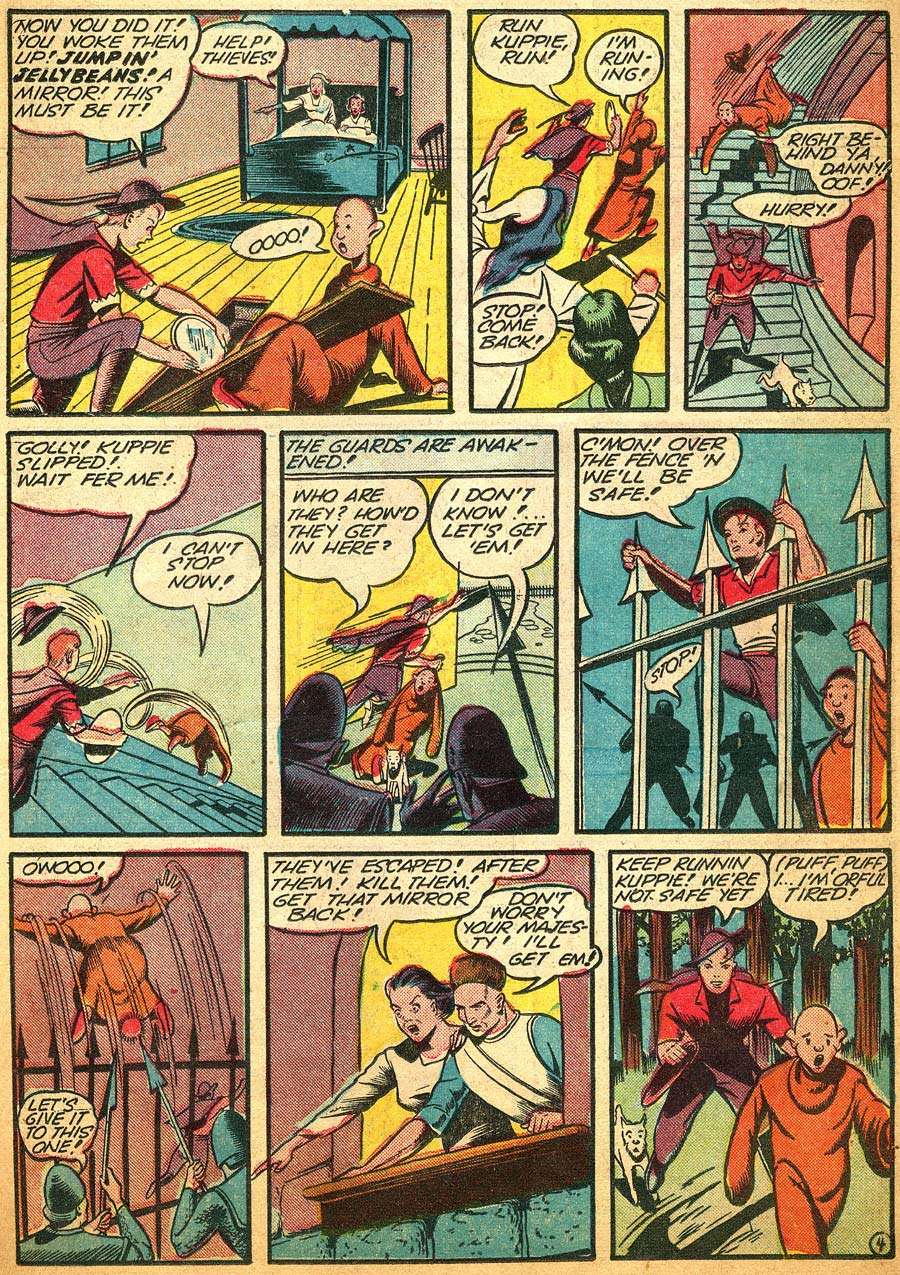 NOW YOU DID IT!
YOU WOKE THEM
UP! JUMPIN'
JELLYBEANS! A
MIRROR! THIS
MUST BE IT!
HELP!
THIEVES!
OOOO!
RUN
KUPPIE,
RUN!
I'M
RUN-
ING!
STOP!
COME
BACK!
RIGHT BE-
HIND YA
DANNY!
OOF!
HURRY!
GOLLY! KUPPIE
SLIPPED!
WAIT FER ME!
I CAN'T
STOP
NOW!
THE GUARDS ARE AWAK-
ENED!
WHO ARE
THEY? HOW'D
THEY GET
IN HERE?
I DON'T
KNOW!...
LET'S GET
'EM!
C'MON! OVER
THE FENCE 'N
WE'LL BE
SAFE!
STOP!
OWOOO!
LET'S
GIVE IT
TO THIS
ONE!
THEY'VE ESCAPED! AFTER
THEM! KILL THEM!
GET THAT MIRROR
BACK!
DON'T
WORRY
YOUR MAJES-
TY! I'LL
GET EM!
KEEP RUNNIN
KUPPIE! WE'RE
NOT SAFE YET
(PUFF, PUFF)
... I'M ORFUL
TIRED!
4